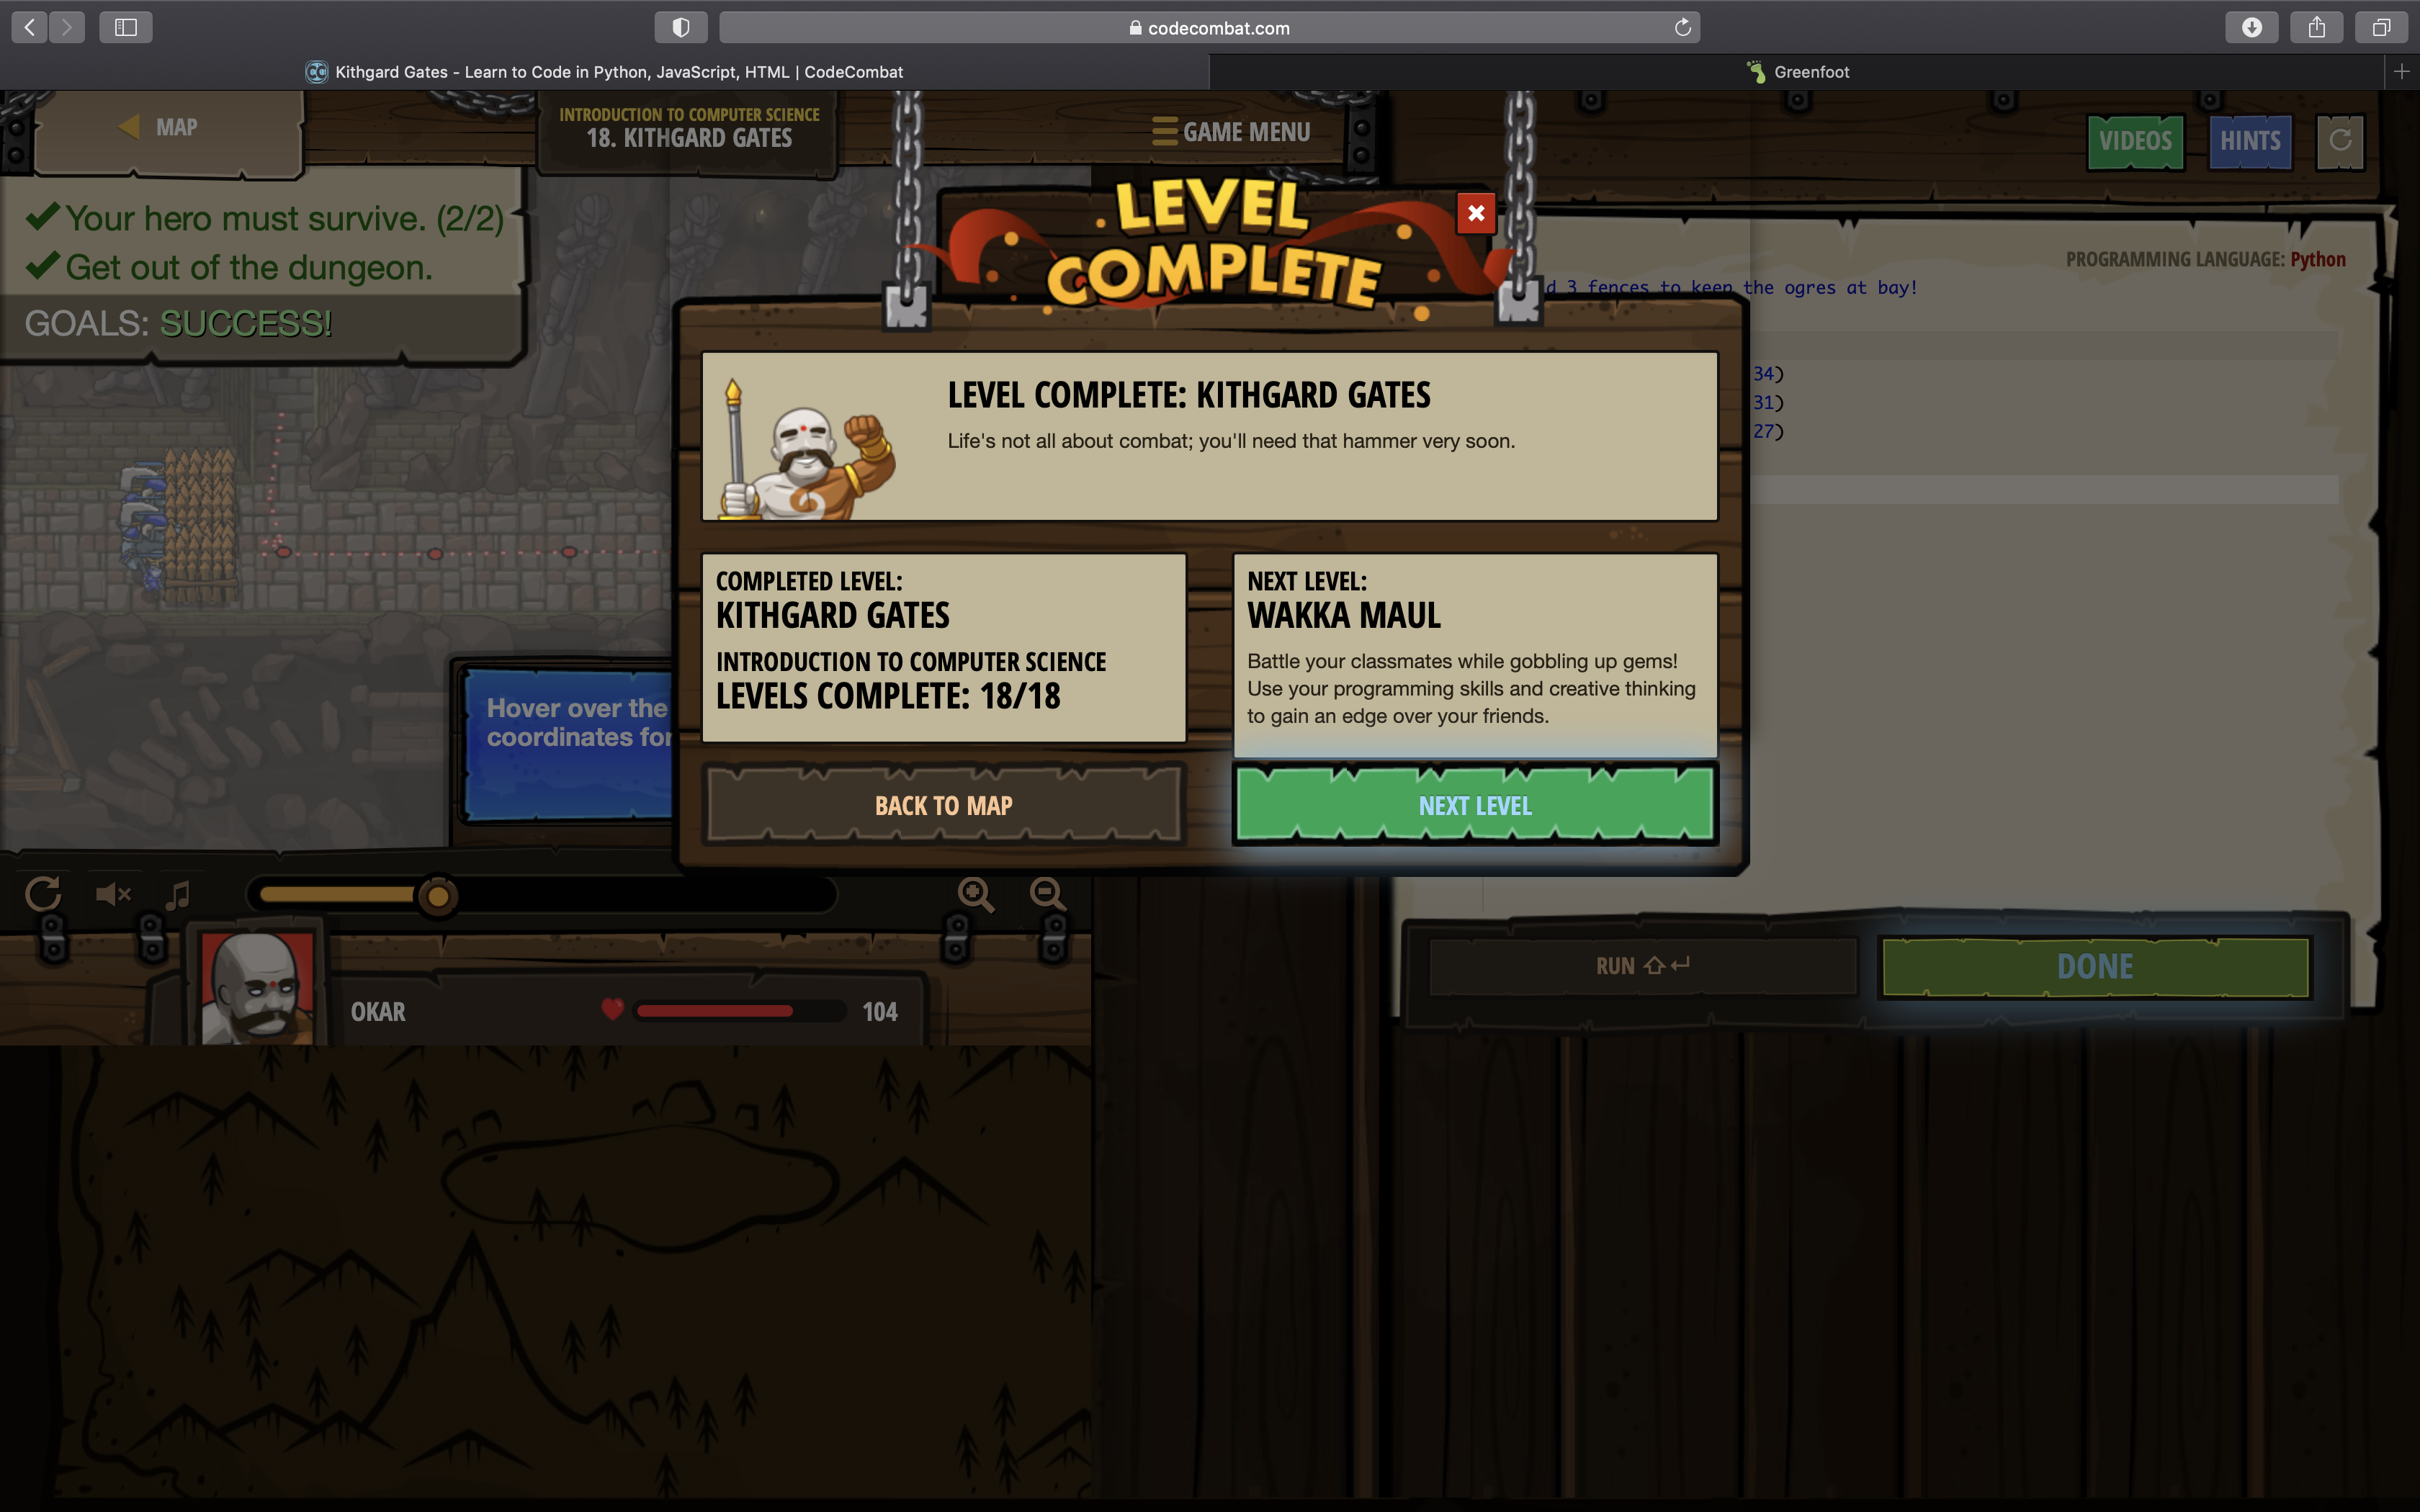 codecombat.com
Kithgard Gates - Learn to Code in Python, JavaScript, HTML | CodeCombat
Greenfoot
MAP
INTRODUCTION TO COMPUTER SCIENCE
18. KITHGARD GATES
GAME MENU
VIDEOS
HINTS
Your hero must survive. (2/2)
Get out of the dungeon.
GOALS: SUCCESS!
LEVEL
COMPLETE
PROGRAMMING LANGUAGE: Python
d 3 fences to keep the ogres at bay!
34)
31)
27)
LEVEL COMPLETE: KITHGARD GATES
Life's not all about combat; you'll need that hammer very soon.
COMPLETED LEVEL:
KITHGARD GATES
INTRODUCTION TO COMPUTER SCIENCE
LEVELS COMPLETE: 18/18
NEXT LEVEL:
WAKKA MAUL
Battle your classmates while gobbling up gems!
Use your programming skills and creative thinking
to gain an edge over your friends.
Hover over the
coordinates for
BACK TO MAP
NEXT LEVEL
RUN
DONE
OKAR
104